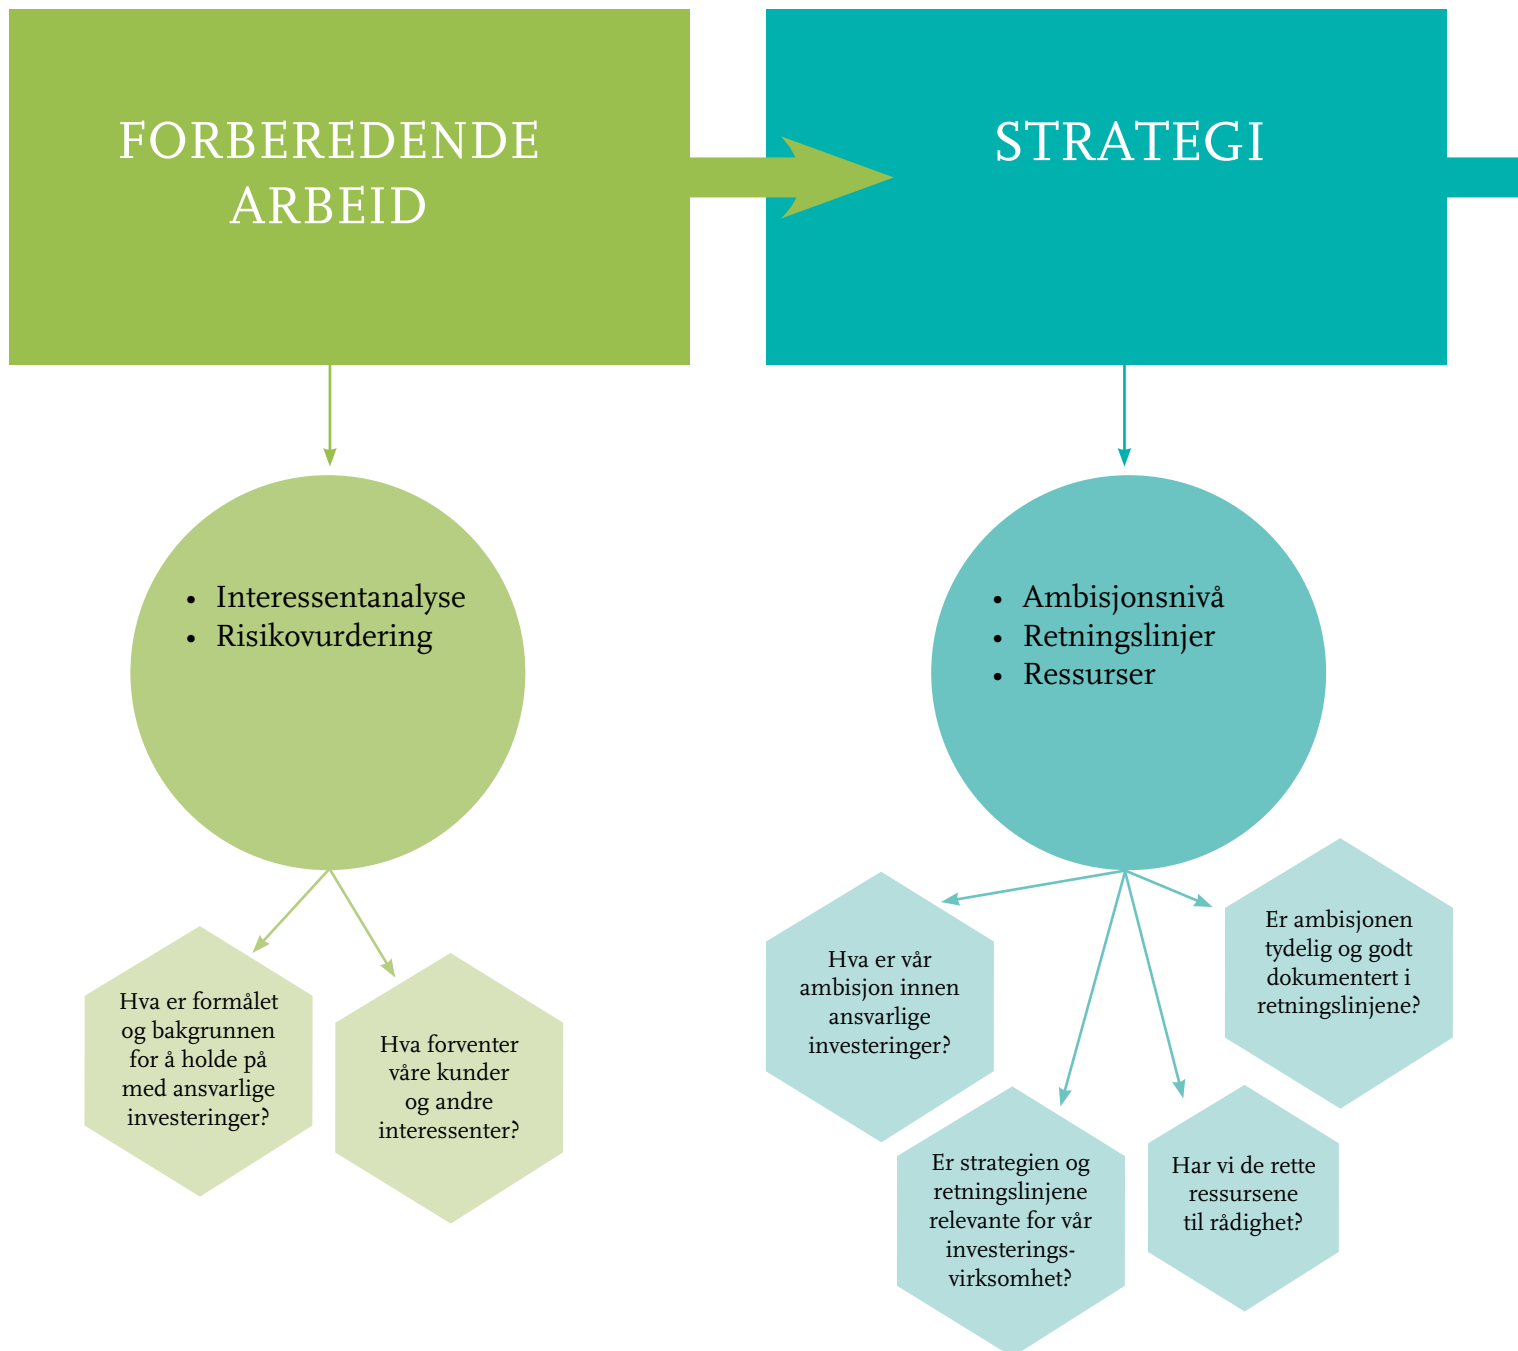 FORBEREDENDE
ARBEID
STRATEGI
• Interessentanalyse
• Risikovurdering
• Ambisjonsnivå
• Retningslinjer
• Ressurser
Hva er formålet
og bakgrunnen
for å holde på
med ansvarlige
investeringer?
Hva forventer
våre kunder
og andre
interessenter?
Hva er vår
ambisjon innen
ansvarlige
investeringer?
Er strategien og
retningslinjene
relevante for vår
investerings-
virksomhet?
Har vi de rette
ressursene
til rådighet?
Er ambisjonen
tydelig og godt
dokumentert i
retningslinjene?